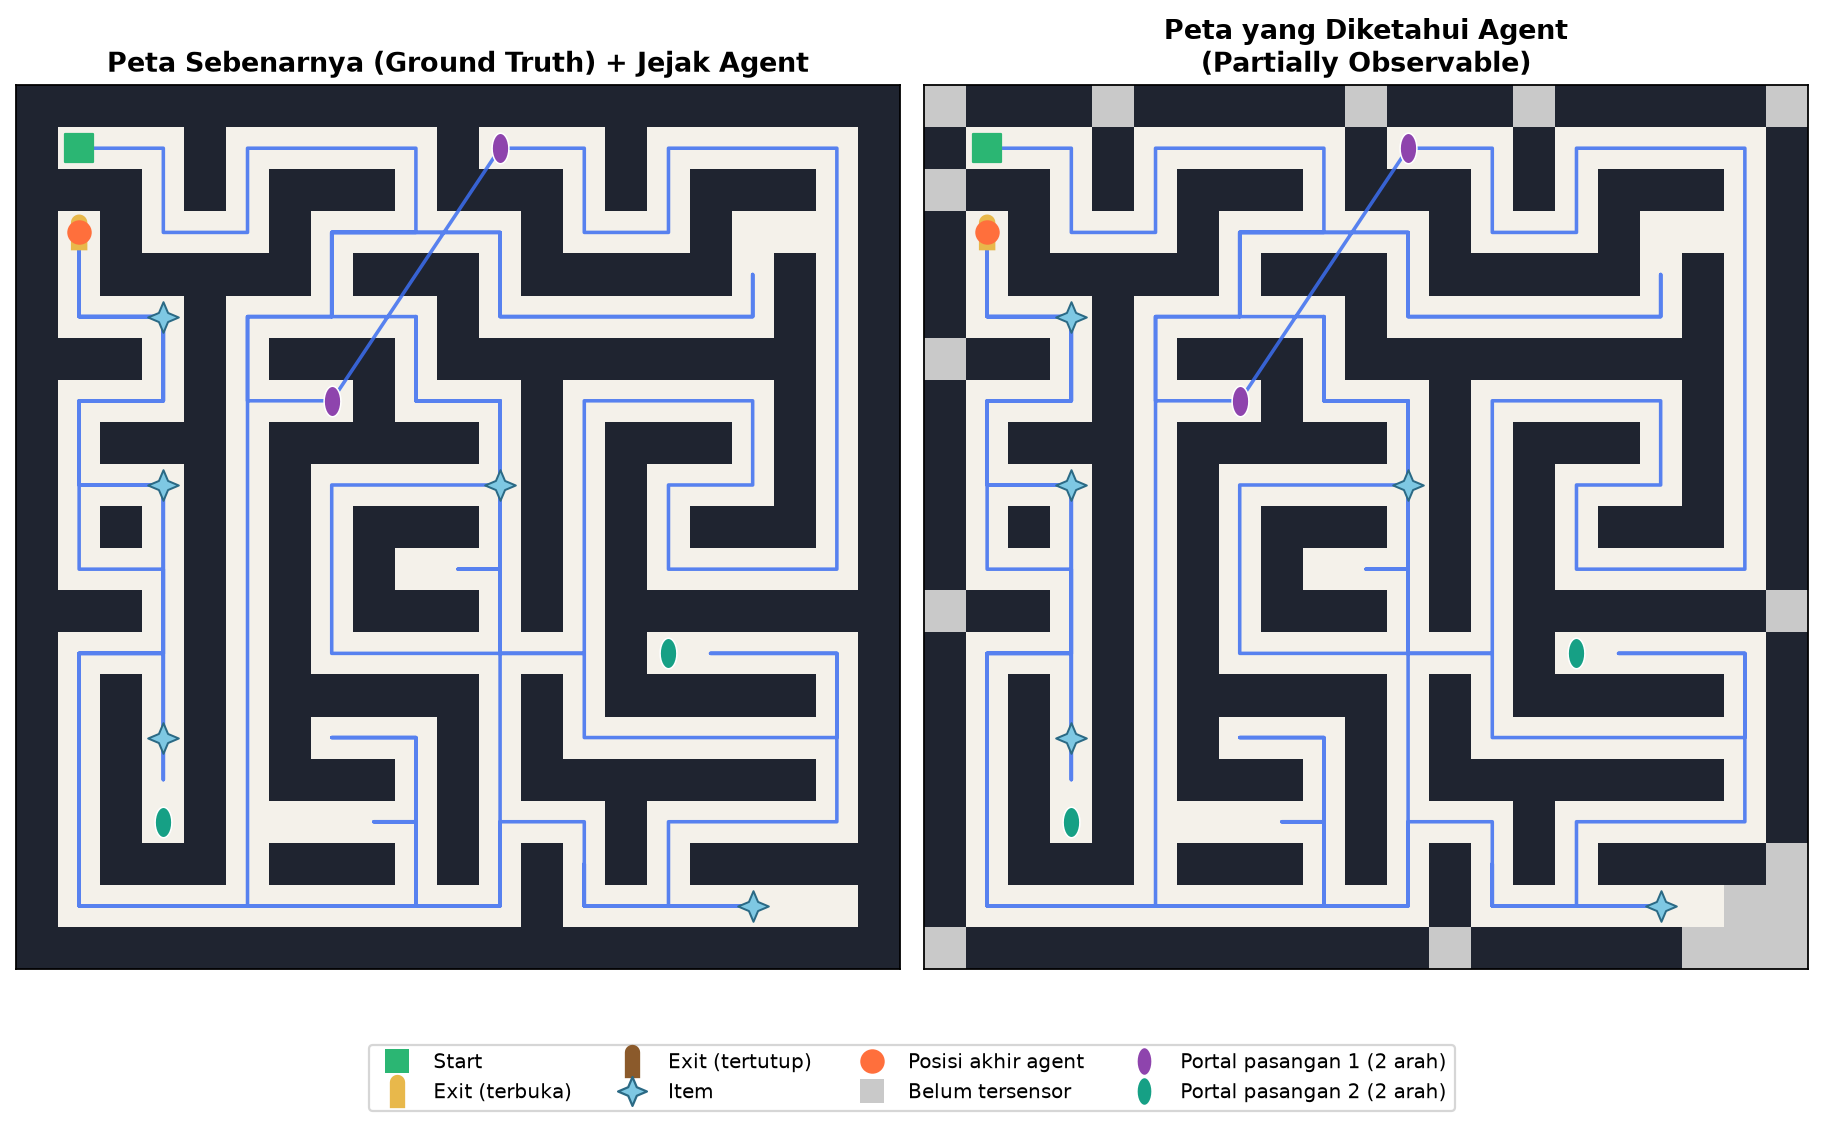 Peta Sebenarnya (Ground Truth) + Jejak Agent
Peta yang Diketahui Agent
(Partially Observable)
Start
Exit (terbuka)
Exit (tertutup)
Item
Posisi akhir agent
Belum tersensor
Portal pasangan 1 (2 arah)
Portal pasangan 2 (2 arah)